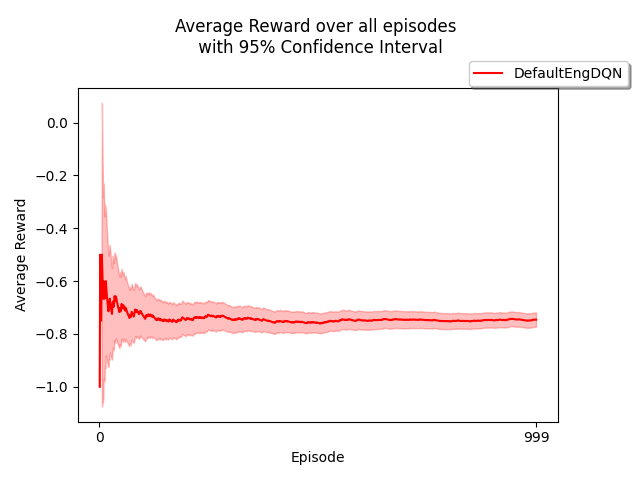 Average Reward over all episodes
with 95% Confidence Interval
DefaultEngDQN
0.0
−0.2
−0.4
−0.6
−0.8
−1.0
Average Reward
0
999
Episode